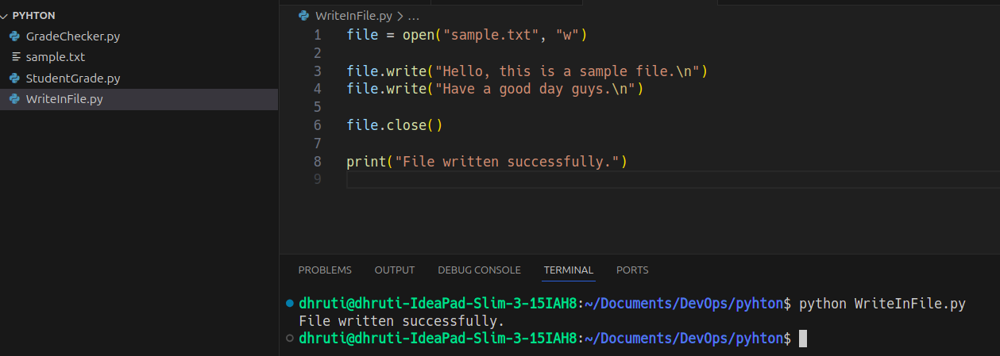 PYHTON
GradeChecker.py
sample.txt
StudentGrade.py
WriteInFile.py
WriteInFile.py > ...
1 file = open("sample.txt", "w")
2
3 file.write("Hello, this is a sample file.\n")
4 file.write("Have a good day guys.\n")
5
6 file.close()
7
8 print("File written successfully.")
9
PROBLEMS OUTPUT DEBUG CONSOLE TERMINAL PORTS
dhruti@dhruti-IdeaPad-Slim-3-15IAH8:~/Documents/DevOps/pyhton$ python WriteInFile.py
File written successfully.
dhruti@dhruti-IdeaPad-Slim-3-15IAH8:~/Documents/DevOps/pyhton$